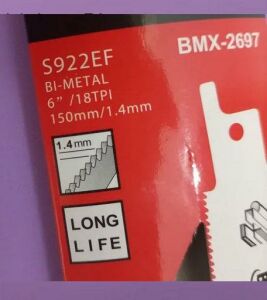 BMX-2697
S922EF
BI-METAL
6" /18TPI
150mm/1.4mm
1.4mm
LONG
LIFE